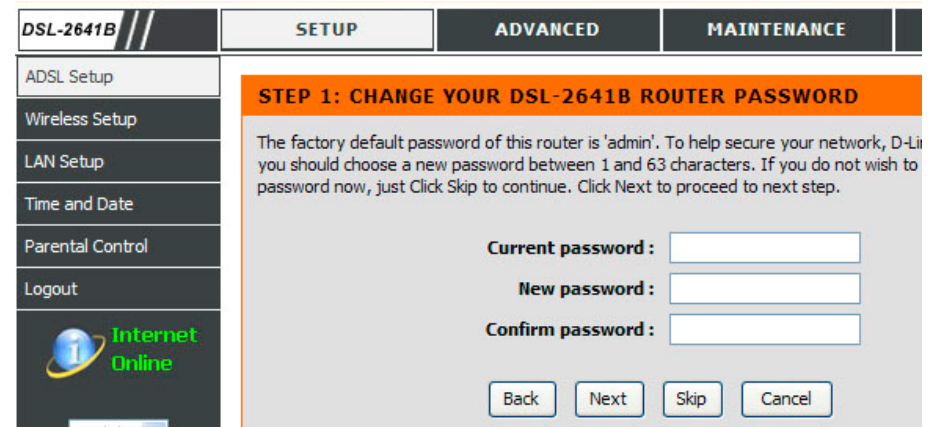 DSL-2641B
SETUP
ADVANCED
MAINTENANCE
ADSL Setup
Wireless Setup
LAN Setup
Time and Date
Parental Control
Logout
Internet
Online
STEP 1: CHANGE YOUR DSL-2641B ROUTER PASSWORD
The factory default password of this router is 'admin'. To help secure your network,
you should choose a new password between 1 and 63 characters. If you do not wish to
password now, just Click Skip to continue. Click Next to proceed to next step.
Current password :
New password :
Confirm password :
Back
Next
Skip
Cancel